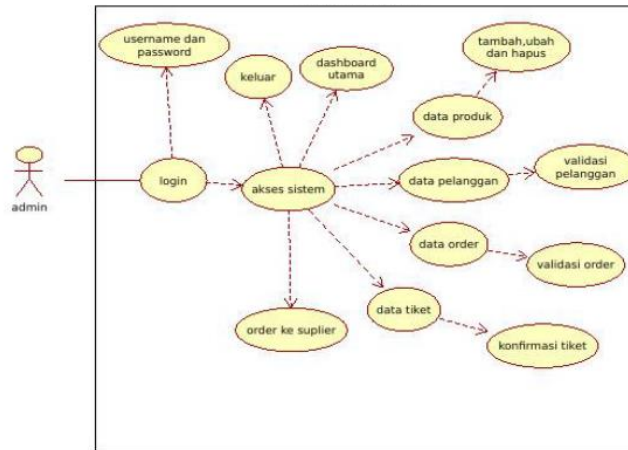 username dan
password
keluar
dashboard
utama
tambah,ubah
dan hapus
data produk
validasi
pelanggan
data pelanggan
login
akses sistem
admin
data order
validasi order
data tiket
order ke suplier
konfirmasi tiket